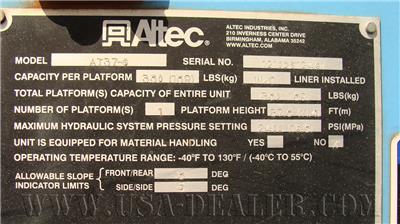 Altec
ALTEC INDUSTRIES, INC.
210 INVERNESS CENTER DRIVE
BIRMINGHAM, ALABAMA 35242
WWW.ALTEC.COM
MODEL AT37-G SERIAL NO.
CAPACITY PER PLATFORM LBS(kg) LINER INSTALLED
TOTAL PLATFORM(S) CAPACITY OF ENTIRE UNIT LBS(kg)
NUMBER OF PLATFORMS 1 PLATFORM HEIGHT FT(m)
MAXIMUM HYDRAULIC SYSTEM PRESSURE SETTING PSI(MPa)
UNIT IS EQUIPPED FOR MATERIAL HANDLING YES NO
OPERATING TEMPERATURE RANGE: -40°F TO 130°F / (-40°C TO 55°C)
ALLOWABLE SLOPE FRONT/REAR 5 DEG
INDICATOR LIMITS SIDE/SIDE 5 DEG
WWW.USA-DEALER.COM